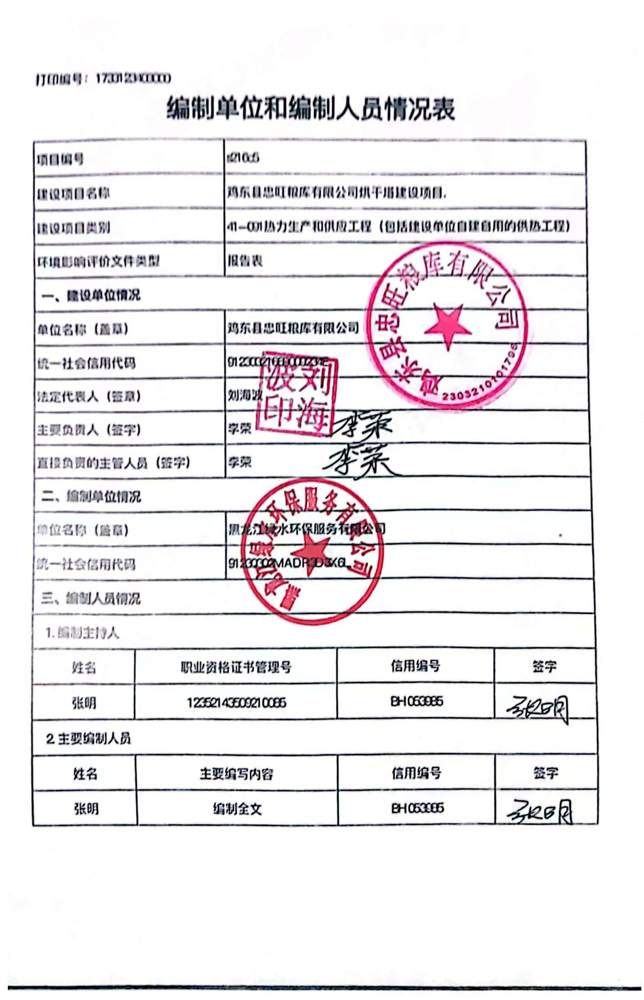 打印编号：1733123400000
编制单位和编制人员情况表
项目编号 s216c5
建设项目名称 鸡东县忠旺粮库有限公司烘干塔建设项目.
建设项目类别 41-091热力生产和供应工程（包括建设单位自建自用的供热工程）
环境影响评价文件类型 报告表
一、建设单位情况
单位名称（盖章） 鸡东县忠旺粮库有限公司
统一社会信用代码
法定代表人（签章） 刘海波
主要负责人（签字） 李荣 李荣
直接负责的主管人员（签字） 李荣 李荣
鸡东县忠旺粮库有限公司
2303210101796
刘海波印
二、编制单位情况
单位名称（盖章） 黑龙江绿水环保服务有限公司
统一社会信用代码 91230302MADR3D3X6L
黑龙江绿水环保服务有限公司
三、编制人员情况
1.编制主持人
姓名 职业资格证书管理号 信用编号 签字
张明 12352143509210085 BH053985 张明
2 主要编制人员
姓名 主要编写内容 信用编号 签字
张明 编制全文 BH053985 张明